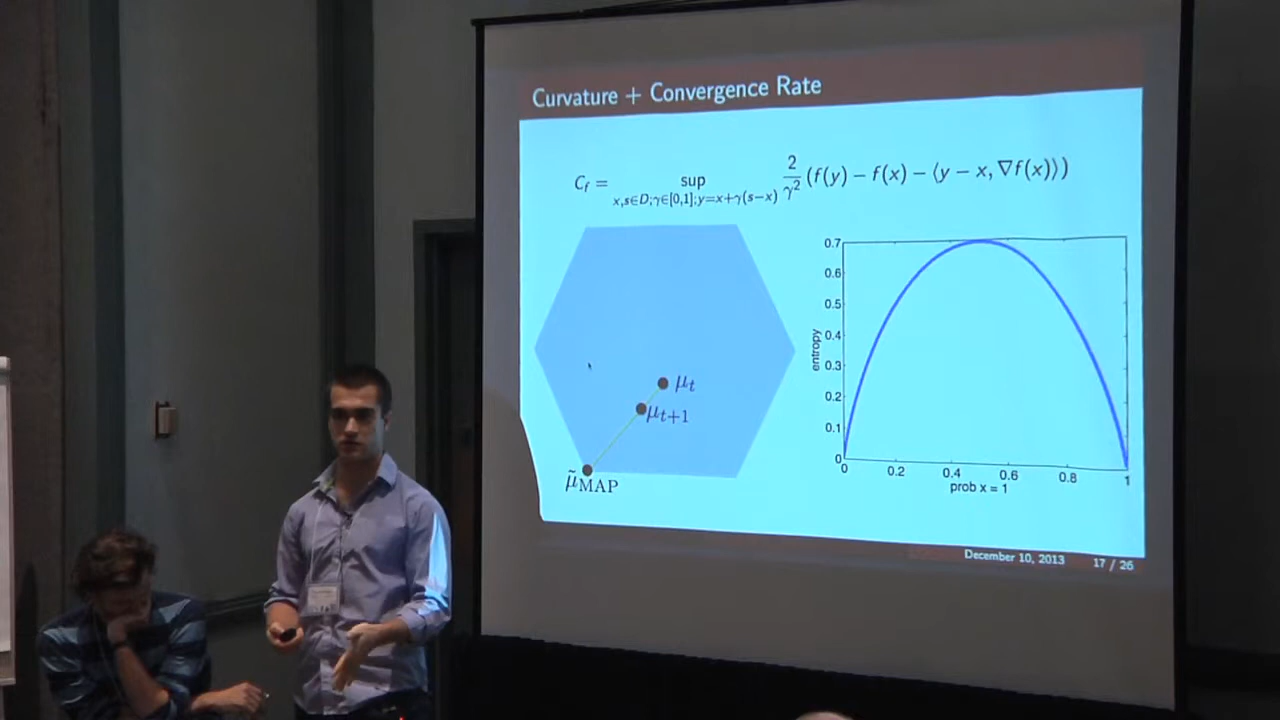 Curvature + Convergence Rate
C_f = sup_{x,s∈D;γ∈[0,1];y=x+γ(s−x)} 2/γ² (f(y) − f(x) − ⟨y − x, ∇f(x)⟩)
μ_t
μ_{t+1}
μ̃_MAP
0.7
0.6
0.5
0.4
0.3
0.2
0.1
0
entropy
0 0.2 0.4 0.6 0.8 1
prob x = 1
December 10, 2013 17 / 26